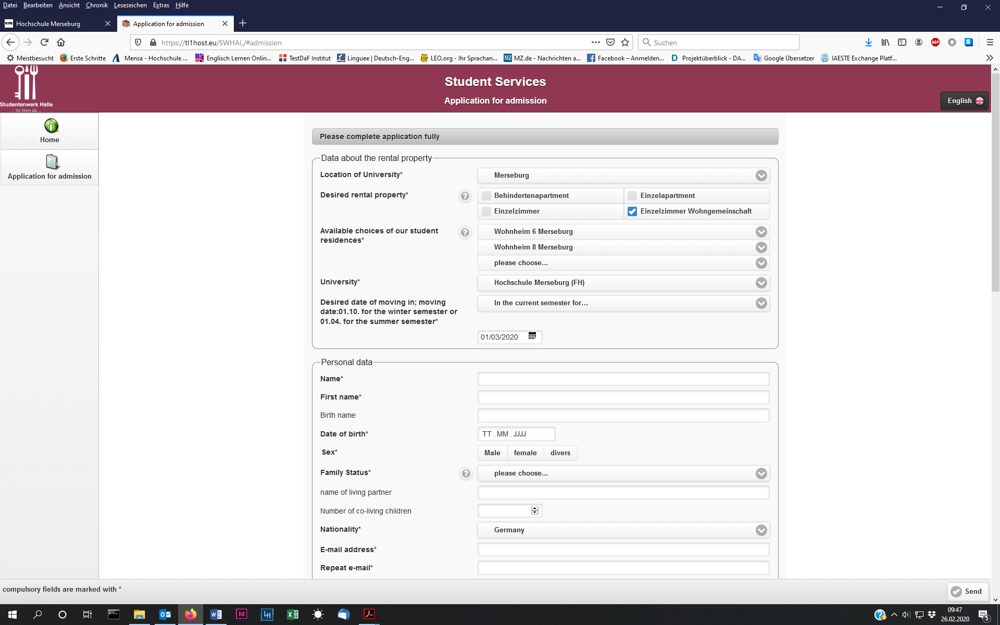 Datei Bearbeiten Ansicht Chronik Lesezeichen Extras Hilfe
HOME Hochschule Merseburg
Application for admission
https://tl1host.eu/SWHAL/#admission
Suchen
ABP
Meistbesucht
Erste Schritte
Mensa - Hochschule ...
Englisch Lernen Onlin...
TestDaF Institut
Linguee | Deutsch-Eng...
LEO.org - Ihr Sprachan...
MZ MZ.de - Nachrichten a...
Facebook – Anmelden...
Projektüberblick - DA...
Google Übersetzer
IAESTE Exchange Platf...
Studentenwerk Halle
... für Dich da ...
Student Services
Application for admission
English
Home
Application for admission
Please complete application fully
Data about the rental property
Location of University*
Merseburg
Desired rental property*
?
Behindertenapartment
Einzelapartment
Einzelzimmer
Einzelzimmer Wohngemeinschaft
Available choices of our student
residences*
?
Wohnheim 6 Merseburg
Wohnheim 8 Merseburg
please choose...
University*
Hochschule Merseburg (FH)
Desired date of moving in; moving
date:01.10. for the winter semester or
01.04. for the summer semester*
In the current semester for...
01/03/2020
Personal data
Name*
First name*
Birth name
Date of birth*
TT . MM . JJJJ
Sex*
Male female divers
Family Status*
?
please choose...
name of living partner
Number of co-living children
Nationality*
Germany
E-mail address*
Repeat e-mail*
compulsory fields are marked with *
Send
Id
LH
09:47
26.02.2020
5